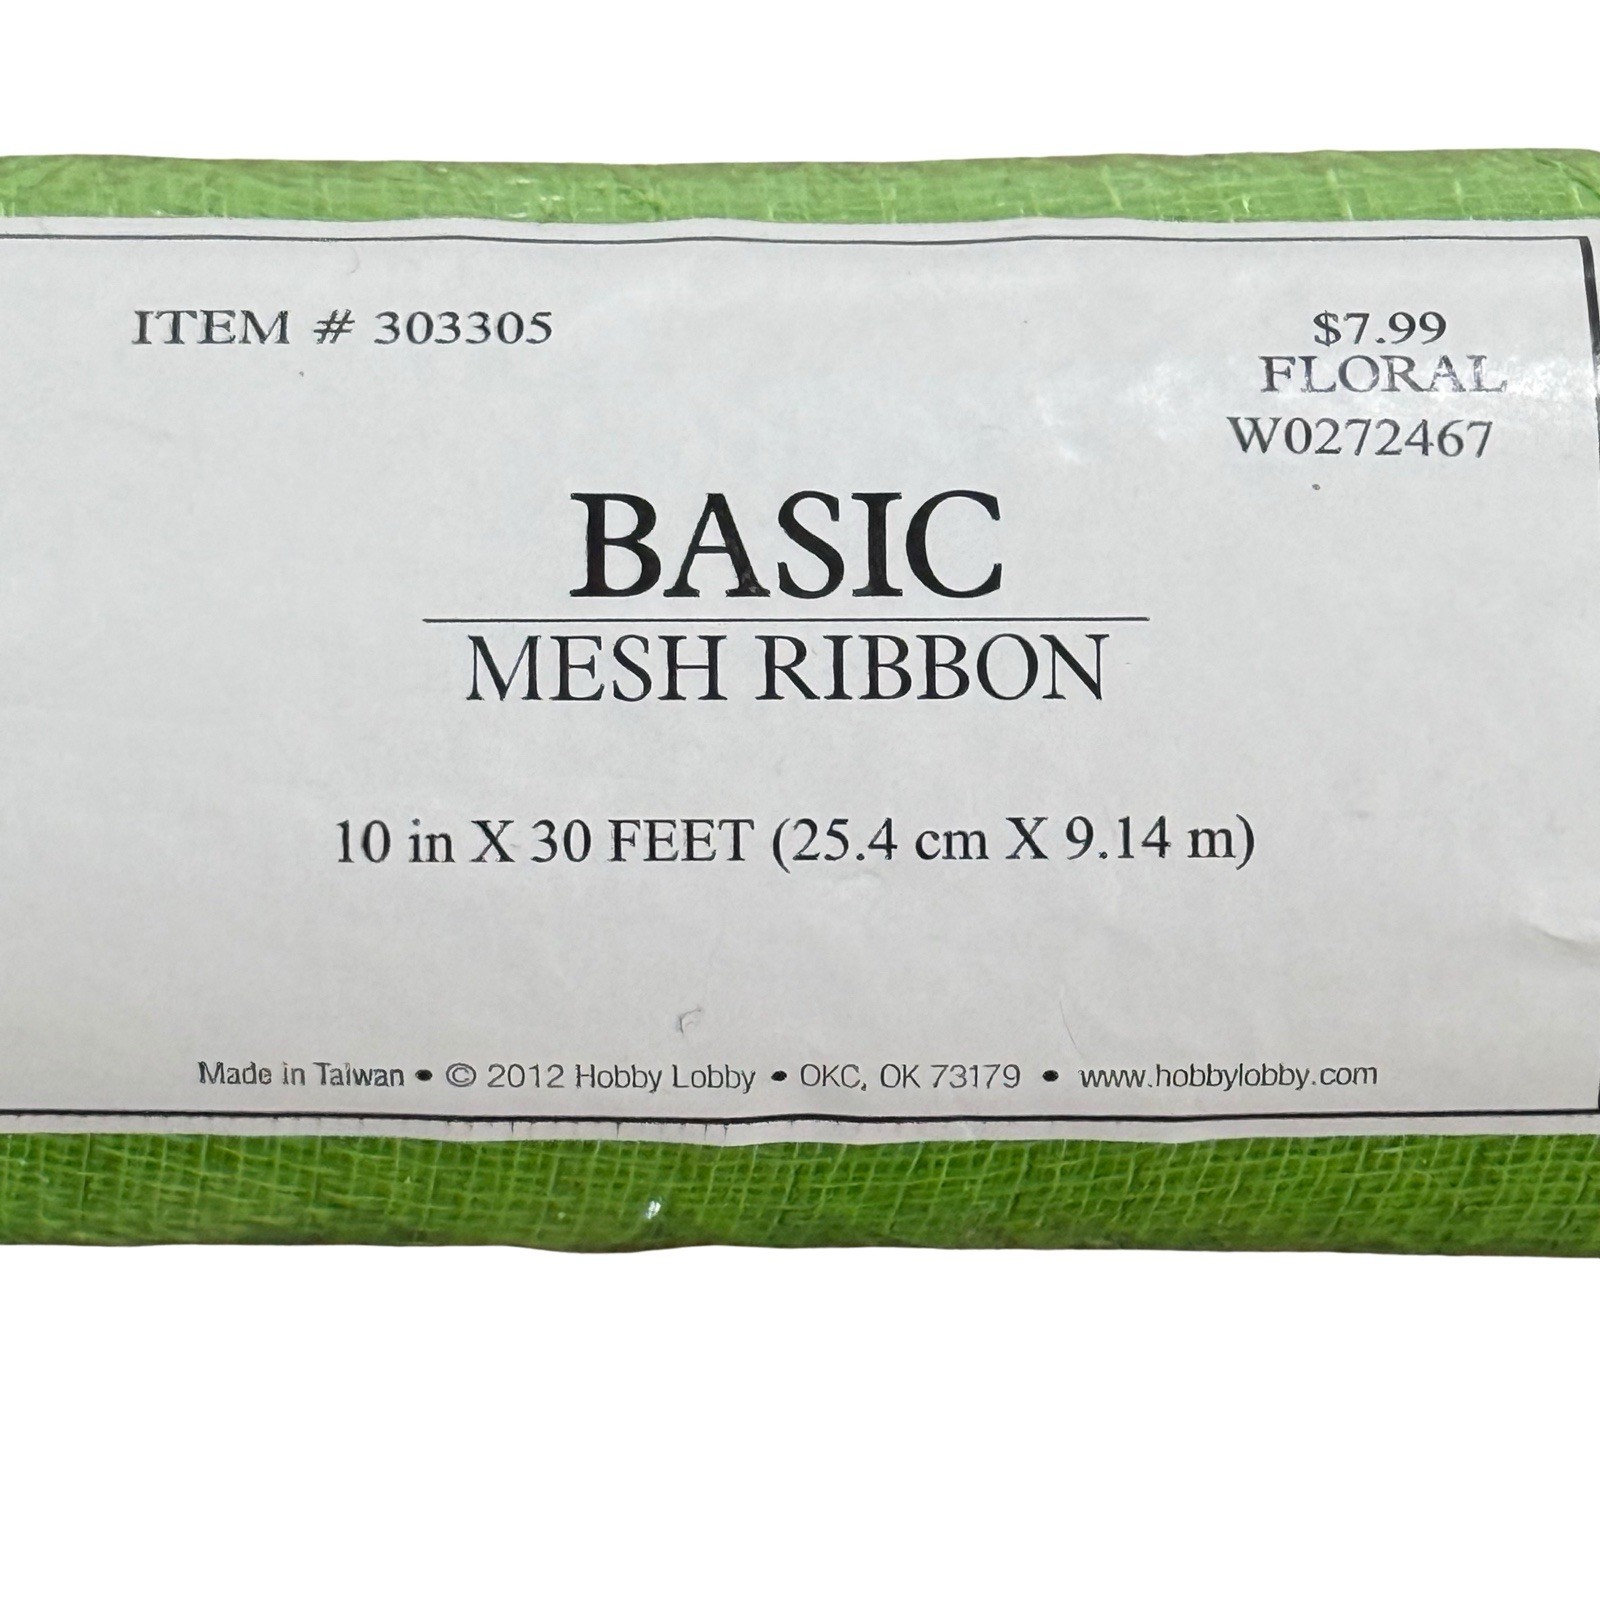 ITEM # 303305
$7.99
FLORAL
W0272467
BASIC
MESH RIBBON
10 in X 30 FEET (25.4 cm X 9.14 m)
Made in Taiwan • © 2012 Hobby Lobby • OKC, OK 73179 • www.hobbylobby.com